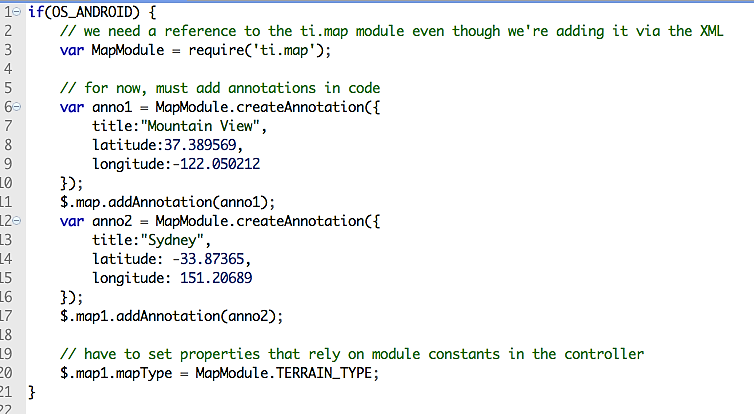 1 if(OS_ANDROID) {
2 // we need a reference to the ti.map module even though we're adding it via the XML
3 var MapModule = require('ti.map');
4
5 // for now, must add annotations in code
6 var anno1 = MapModule.createAnnotation({
7 title:"Mountain View",
8 latitude:37.389569,
9 longitude:-122.050212
10 });
11 $.map.addAnnotation(anno1);
12 var anno2 = MapModule.createAnnotation({
13 title:"Sydney",
14 latitude: -33.87365,
15 longitude: 151.20689
16 });
17 $.map1.addAnnotation(anno2);
18
19 // have to set properties that rely on module constants in the controller
20 $.map1.mapType = MapModule.TERRAIN_TYPE;
21 }
22